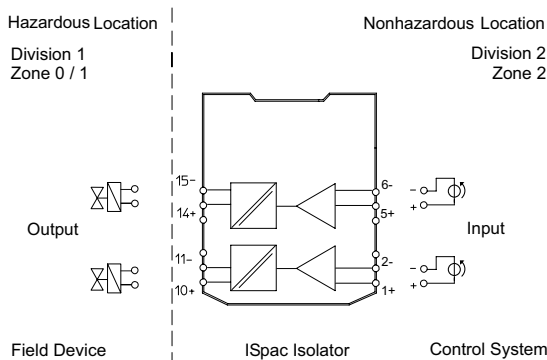 Hazardous Location
Nonhazardous Location
Division 1
Zone 0 / 1
Division 2
Zone 2
15-
6-
-
14+
5+
+
Output
Input
11-
2-
-
10+
1+
+
Field Device
ISpac Isolator
Control System